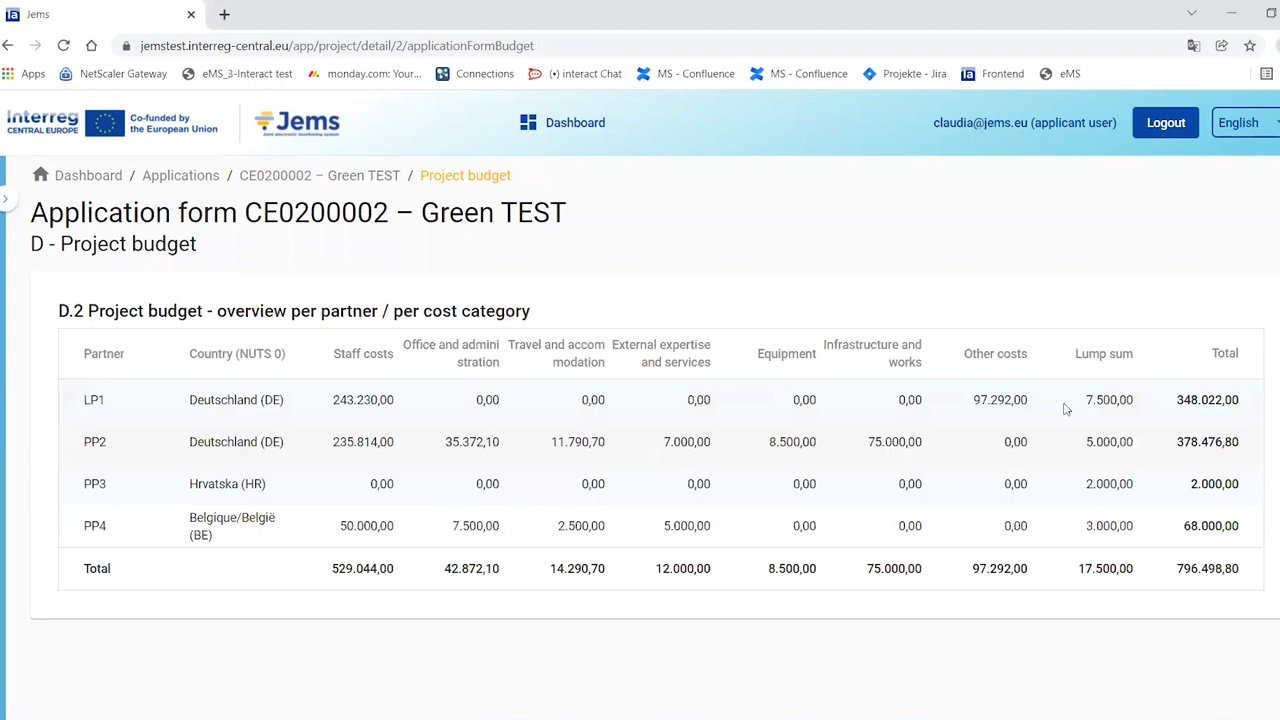 Jems
jemstest.interreg-central.eu/app/project/detail/2/applicationFormBudget
Apps NetScaler Gateway eMS_3-Interact test monday.com: Your... Connections (•) interact Chat MS - Confluence MS - Confluence Projekte - Jira Frontend eMS
Interreg CENTRAL EUROPE Co-funded by the European Union Jems Joint electronic monitoring system Dashboard claudia@jems.eu (applicant user) Logout English
Dashboard / Applications / CE0200002 – Green TEST / Project budget
Application form CE0200002 – Green TEST
D - Project budget
D.2 Project budget - overview per partner / per cost category
Partner Country (NUTS 0) Staff costs Office and admini stration Travel and accom modation External expertise and services Equipment Infrastructure and works Other costs Lump sum Total
LP1 Deutschland (DE) 243.230,00 0,00 0,00 0,00 0,00 0,00 97.292,00 7.500,00 348.022,00
PP2 Deutschland (DE) 235.814,00 35.372,10 11.790,70 7.000,00 8.500,00 75.000,00 0,00 5.000,00 378.476,80
PP3 Hrvatska (HR) 0,00 0,00 0,00 0,00 0,00 0,00 0,00 2.000,00 2.000,00
PP4 Belgique/België (BE) 50.000,00 7.500,00 2.500,00 5.000,00 0,00 0,00 0,00 3.000,00 68.000,00
Total 529.044,00 42.872,10 14.290,70 12.000,00 8.500,00 75.000,00 97.292,00 17.500,00 796.498,80